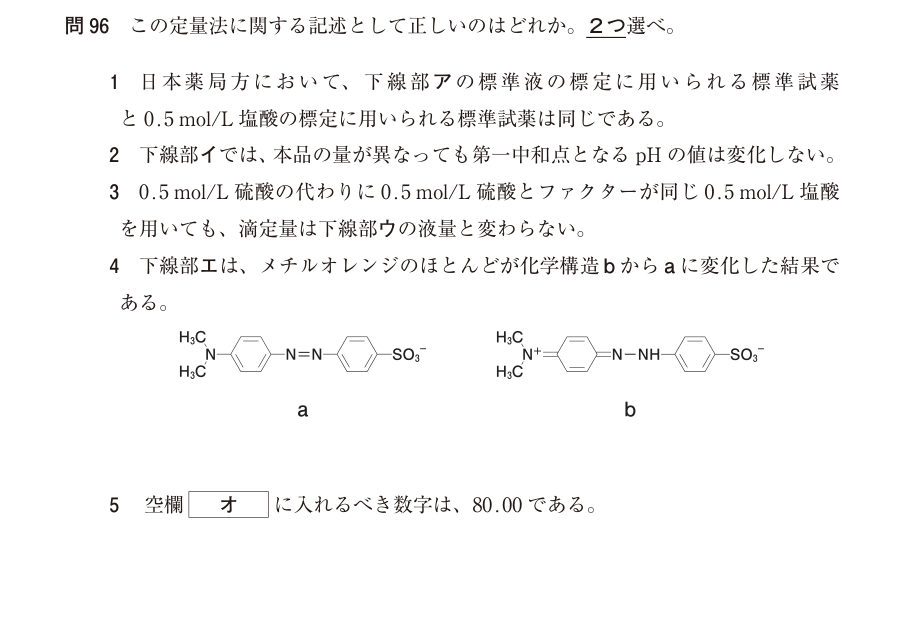 問 96 この定量法に関する記述として正しいのはどれか。2つ選べ。
1 日本薬局方において、下線部アの標準液の標定に用いられる標準試薬
と 0.5 mol/L 塩酸の標定に用いられる標準試薬は同じである。
2 下線部イでは、本品の量が異なっても第一中和点となる pH の値は変化しない。
3 0.5 mol/L 硫酸の代わりに 0.5 mol/L 硫酸とファクターが同じ 0.5 mol/L 塩酸
を用いても、滴定量は下線部ウの液量と変わらない。
4 下線部エは、メチルオレンジのほとんどが化学構造 b から a に変化した結果で
ある。
H₃C N H₃C N=N SO₃⁻
H₃C N⁺ H₃C N-NH SO₃⁻
a b
5 空欄 オ に入れるべき数字は、80.00 である。